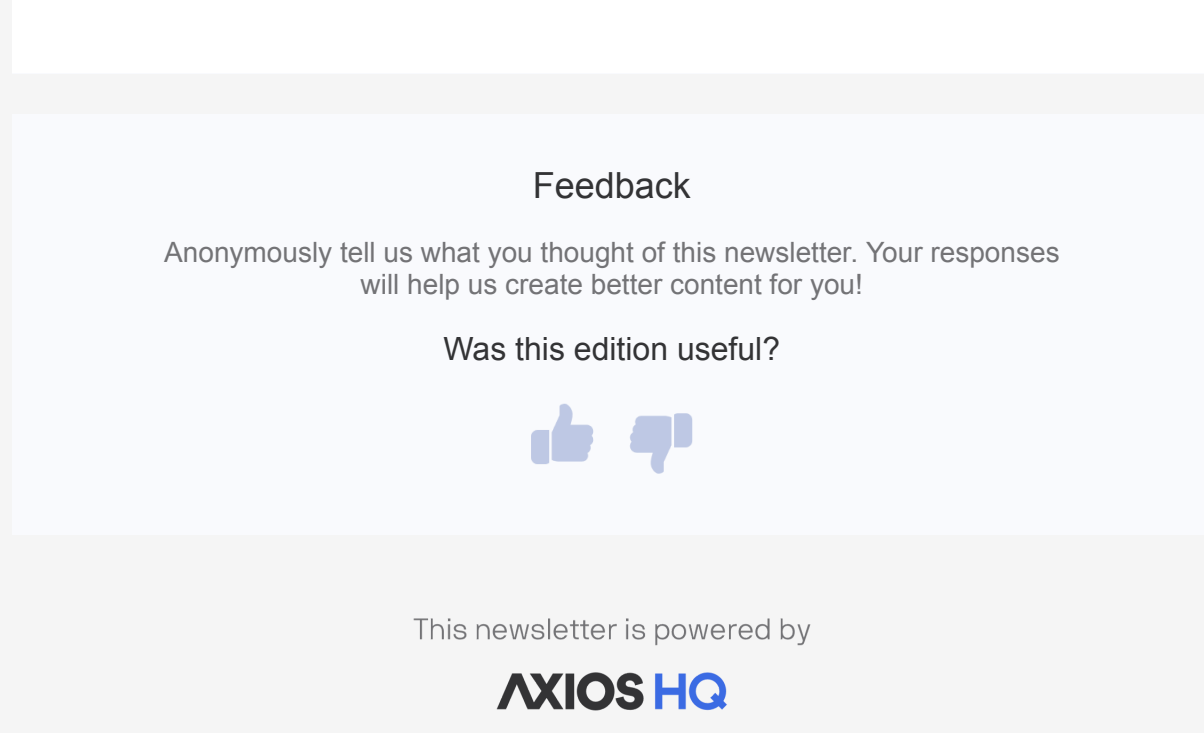 Feedback
Anonymously tell us what you thought of this newsletter. Your responses
will help us create better content for you!
Was this edition useful?
This newsletter is powered by
AXIOS HQ